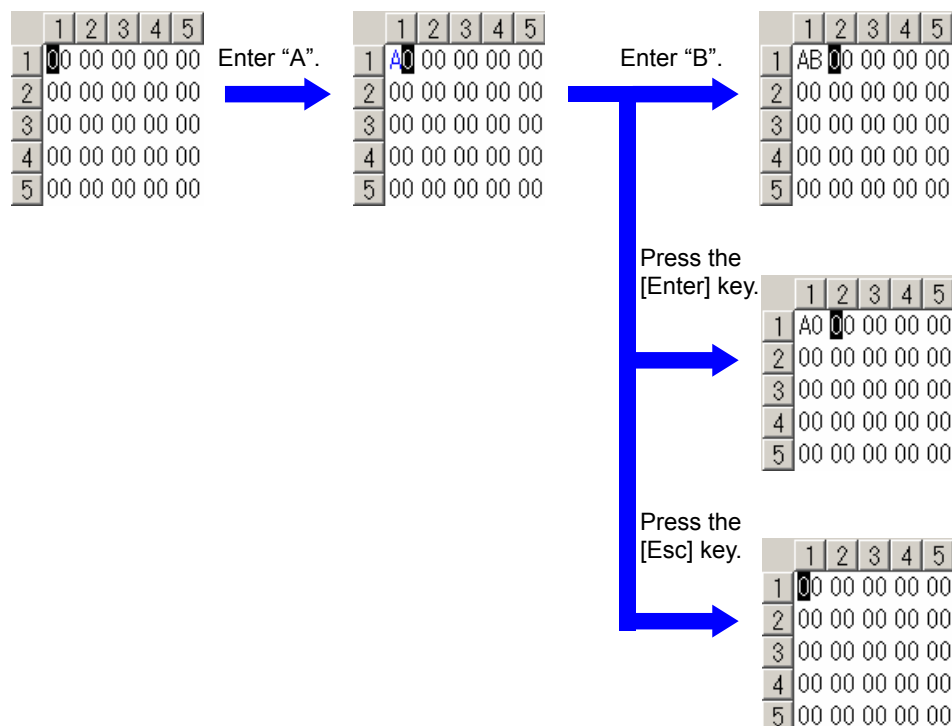 1 2 3 4 5
1 00 00 00 00 00
2 00 00 00 00 00
3 00 00 00 00 00
4 00 00 00 00 00
5 00 00 00 00 00
Enter “A”.
1 2 3 4 5
1 A0 00 00 00 00
2 00 00 00 00 00
3 00 00 00 00 00
4 00 00 00 00 00
5 00 00 00 00 00
Enter “B”.
1 2 3 4 5
1 AB 00 00 00 00
2 00 00 00 00 00
3 00 00 00 00 00
4 00 00 00 00 00
5 00 00 00 00 00
Press the
[Enter] key.
1 2 3 4 5
1 A0 00 00 00 00
2 00 00 00 00 00
3 00 00 00 00 00
4 00 00 00 00 00
5 00 00 00 00 00
Press the
[Esc] key.
1 2 3 4 5
1 00 00 00 00 00
2 00 00 00 00 00
3 00 00 00 00 00
4 00 00 00 00 00
5 00 00 00 00 00